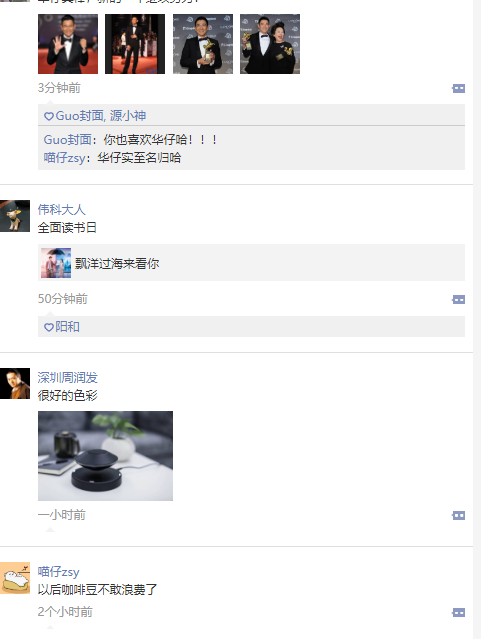 3分钟前
Guo封面, 源小神
Guo封面：你也喜欢华仔哈！！！
喵仔zsy：华仔实至名归哈
伟科大人
全面读书日
飘洋过海来看你
50分钟前
阳和
深圳周润发
很好的色彩
一小时前
喵仔zsy
以后咖啡豆不敢浪费了
2个小时前